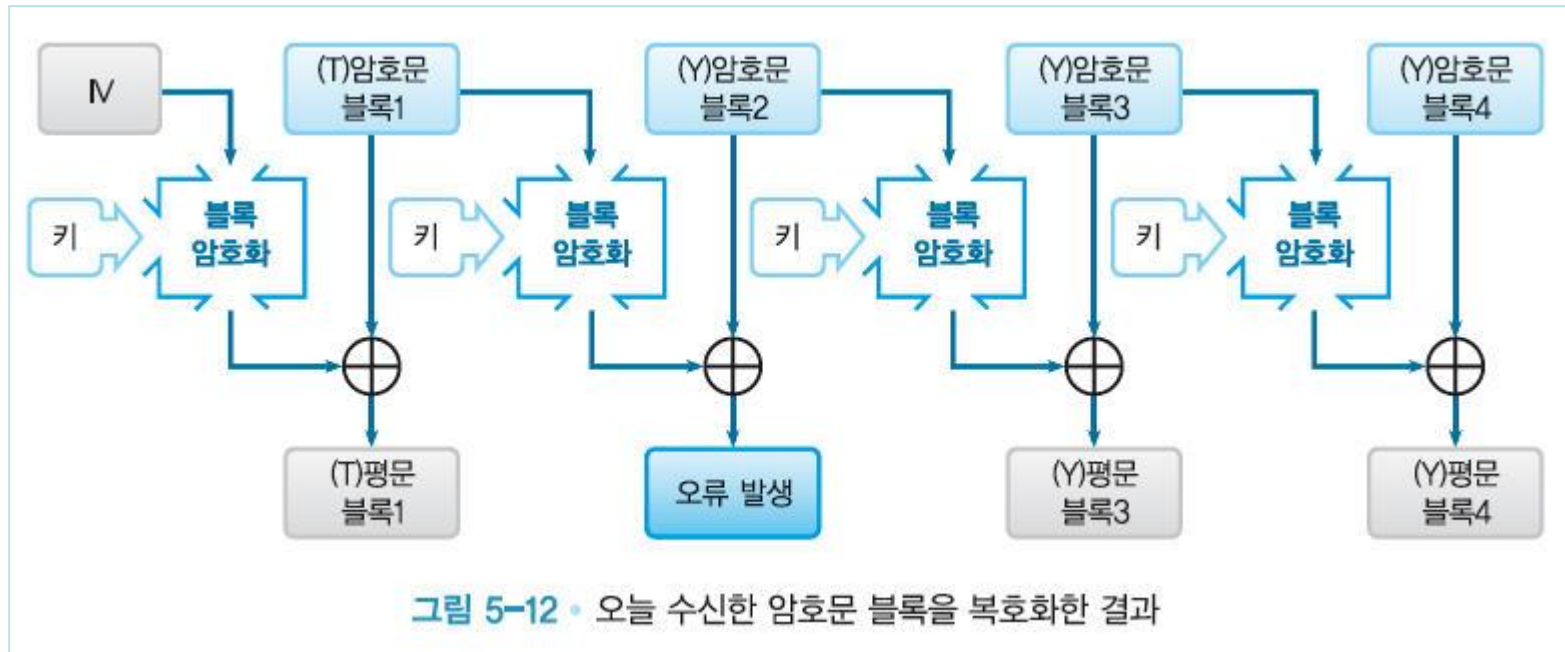 IV
(T)암호문
블록1
(Y)암호문
블록2
(Y)암호문
블록3
(Y)암호문
블록4
키
블록
암호화
키
블록
암호화
키
블록
암호화
키
블록
암호화
(T)평문
블록1
오류 발생
(Y)평문
블록3
(Y)평문
블록4
그림 5-12 • 오늘 수신한 암호문 블록을 복호화한 결과